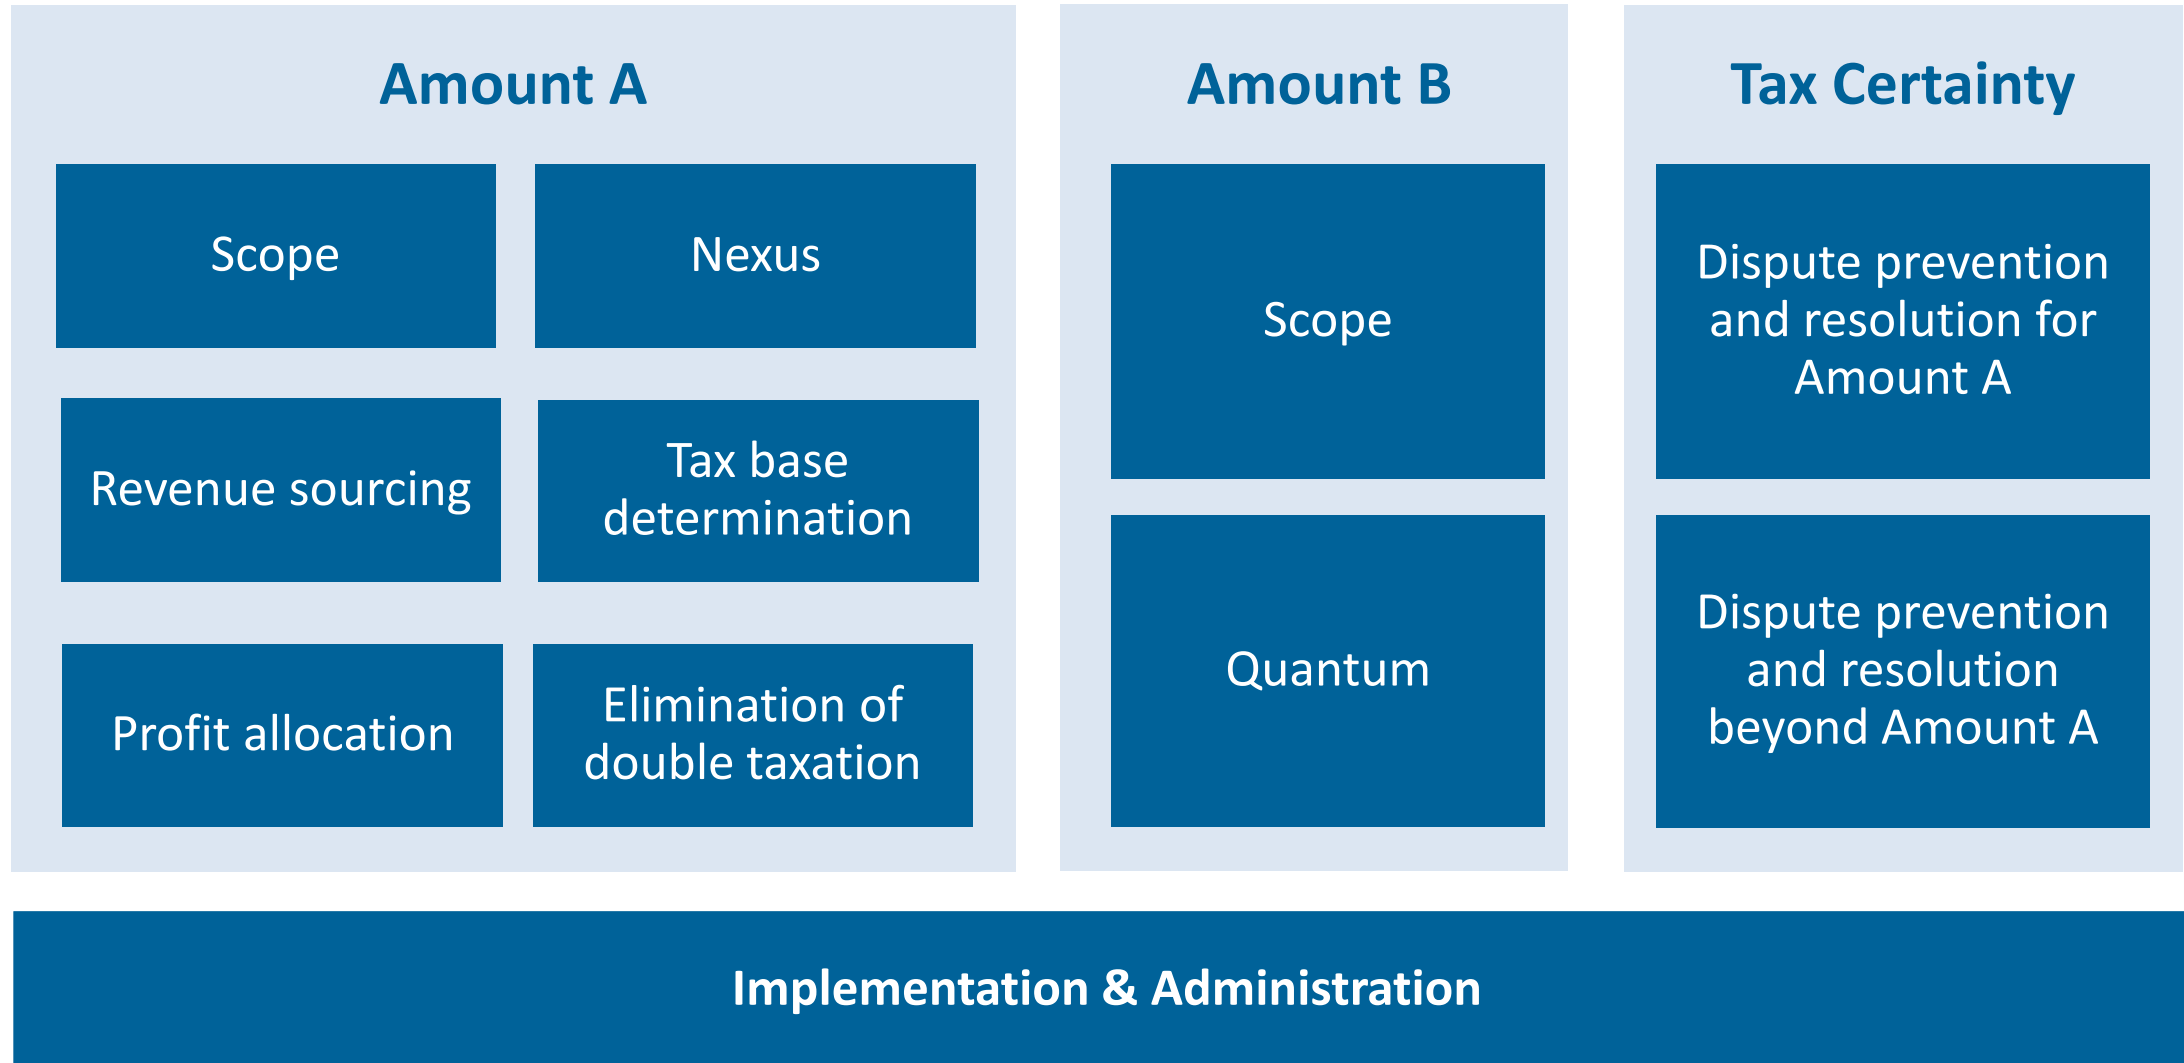 Amount A
Scope
Nexus
Revenue sourcing
Tax base
determination
Profit allocation
Elimination of
double taxation
Amount B
Scope
Quantum
Tax Certainty
Dispute prevention
and resolution for
Amount A
Dispute prevention
and resolution
beyond Amount A
Implementation & Administration